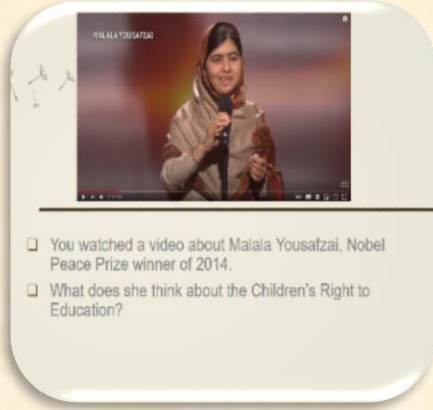 MALALA YOUSAFZAI
You watched a video about Malala Yousafzai, Nobel
Peace Prize winner of 2014.
What does she think about the Children's Right to
Education?